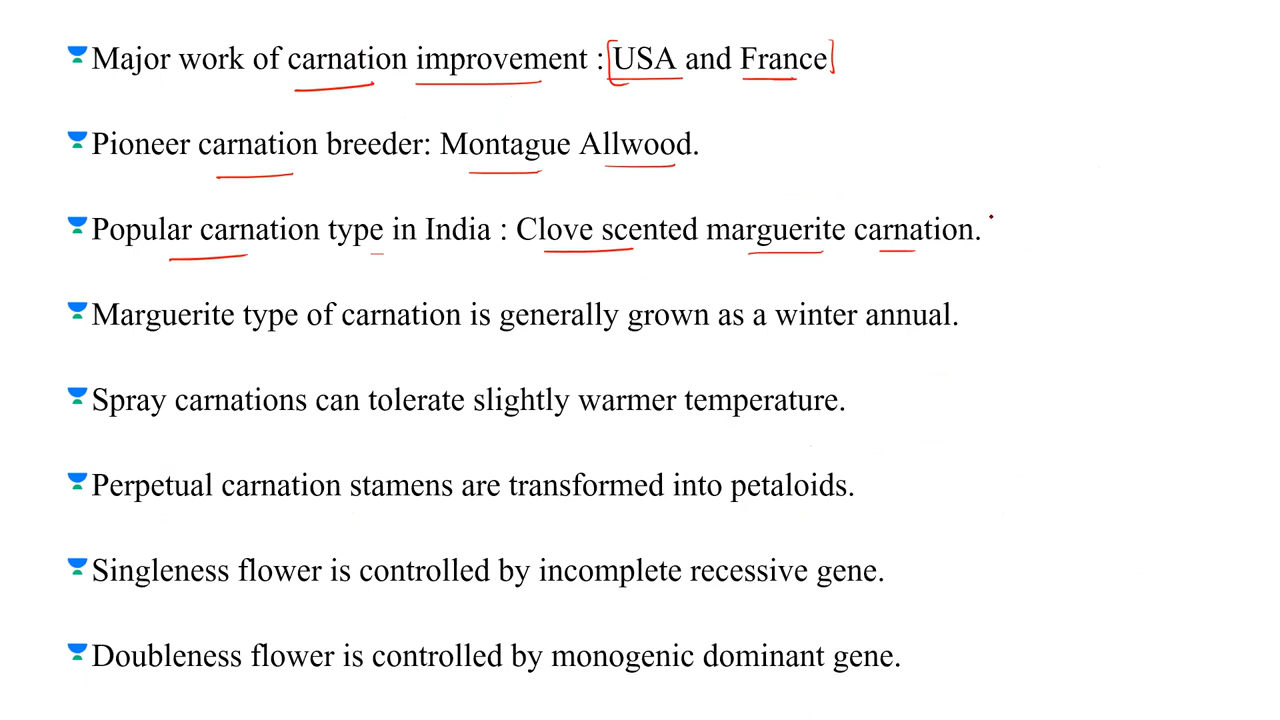 Major work of carnation improvement : [USA and France]
Pioneer carnation breeder: Montague Allwood.
Popular carnation type in India : Clove scented marguerite carnation.
Marguerite type of carnation is generally grown as a winter annual.
Spray carnations can tolerate slightly warmer temperature.
Perpetual carnation stamens are transformed into petaloids.
Singleness flower is controlled by incomplete recessive gene.
Doubleness flower is controlled by monogenic dominant gene.